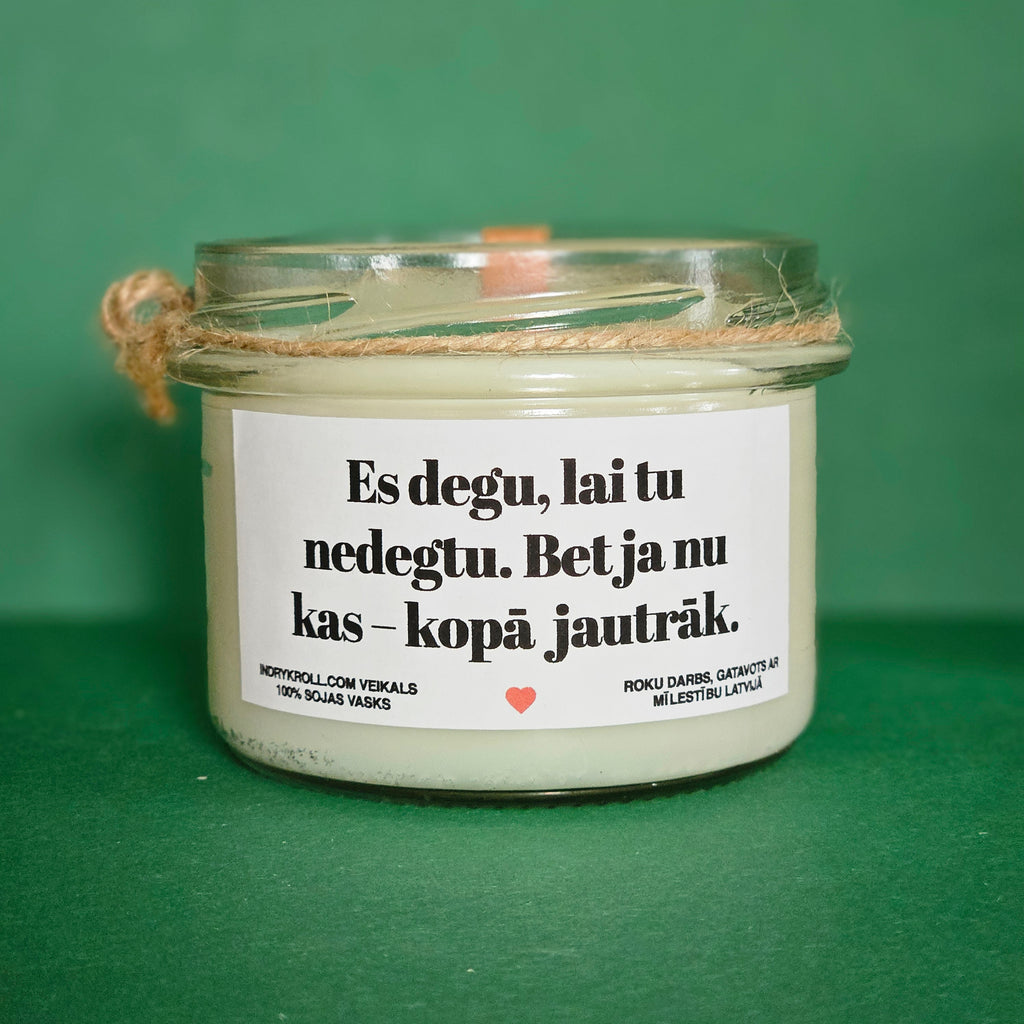 Es degu, lai tu
nedegtu. Bet ja nu
kas – kopā jautrāk.
INDRYKROLL.COM VEIKALS
100% SOJAS VASKS
ROKU DARBS, GATAVOTS AR
MĪLESTĪBU LATVIJĀ